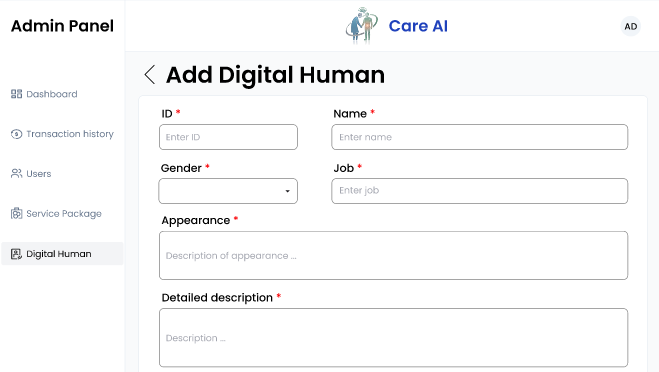 Admin Panel
Care AI
AD
Add Digital Human
Dashboard
Transaction history
Users
Service Package
Digital Human
ID *
Name *
Enter ID
Enter name
Gender *
Job *
Enter job
Appearance *
Description of appearance ...
Detailed description *
Description ...